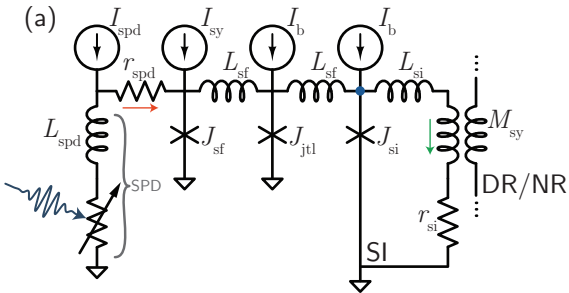 (a)
I_spd I_sy I_b I_b
r_spd L_sf L_sf L_si
L_spd J_sf J_jtl J_si M_sy
SPD
DR/NR
r_si
SI